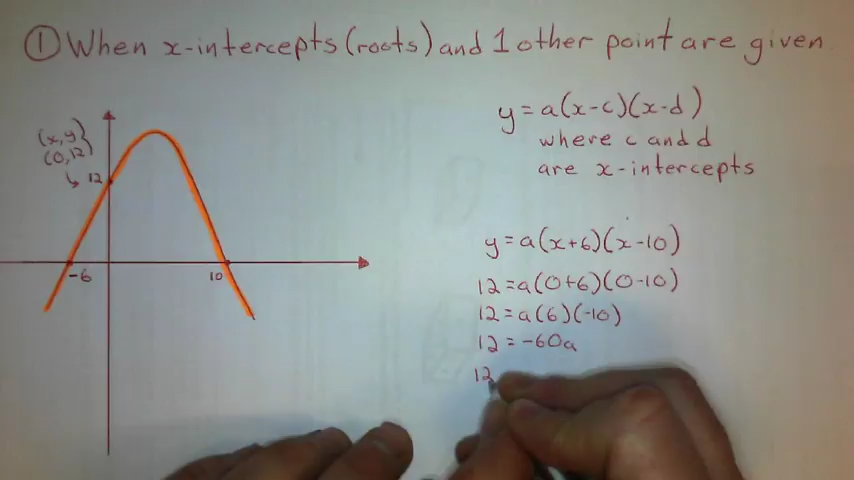 ① When x-intercepts (roots) and 1 other point are given
(x,y)
(0,12)
↳ 12
-6
10
y = a(x-c)(x-d)
where c and d
are x-intercepts
y = a(x+6)(x-10)
12 = a(0+6)(0-10)
12 = a(6)(-10)
12 = -60a
12